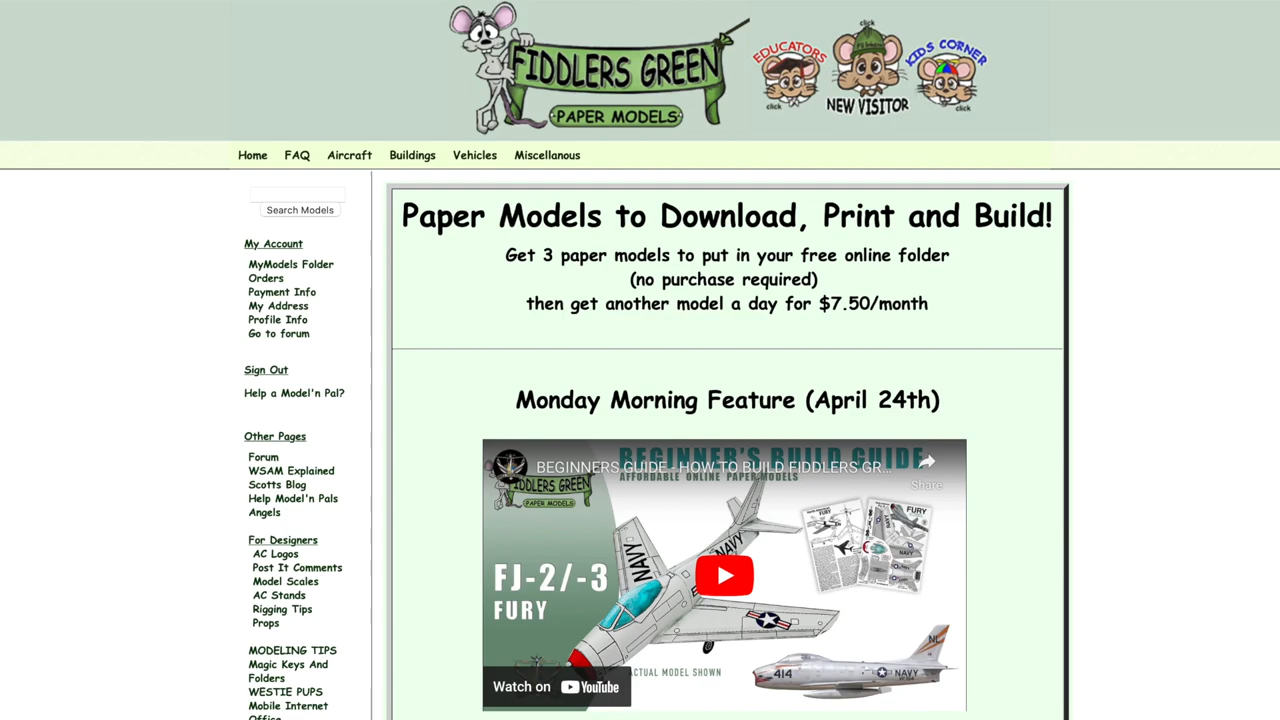 FIDDLERS GREEN
PAPER MODELS
EDUCATORS
click
click
NEW VISITOR
KIDS CORNER
click
Home FAQ Aircraft Buildings Vehicles Miscellanous
Search Models
My Account
MyModels Folder
Orders
Payment Info
My Address
Profile Info
Go to forum
Sign Out
Help a Model'n Pal?
Other Pages
Forum
WSAM Explained
Scotts Blog
Help Model'n Pals
Angels
For Designers
AC Logos
Post It Comments
Model Scales
AC Stands
Rigging Tips
Props
MODELING TIPS
Magic Keys And
Folders
WESTIE PUPS
Mobile Internet
Office
Paper Models to Download, Print and Build!
Get 3 paper models to put in your free online folder
(no purchase required)
then get another model a day for $7.50/month
Monday Morning Feature (April 24th)
BEGINNER'S BUILD GUIDE
BEGINNERS GUIDE - HOW TO BUILD FIDDLERS GR...
AFFORDABLE ONLINE PAPER MODELS
Share
FIDDLERS GREEN
PAPER MODELS
FURY
FURY
NAVY
NAVY
NAVY
FJ-2/-3
FURY
ACTUAL MODEL SHOWN
NL
414
NAVY
Watch on YouTube